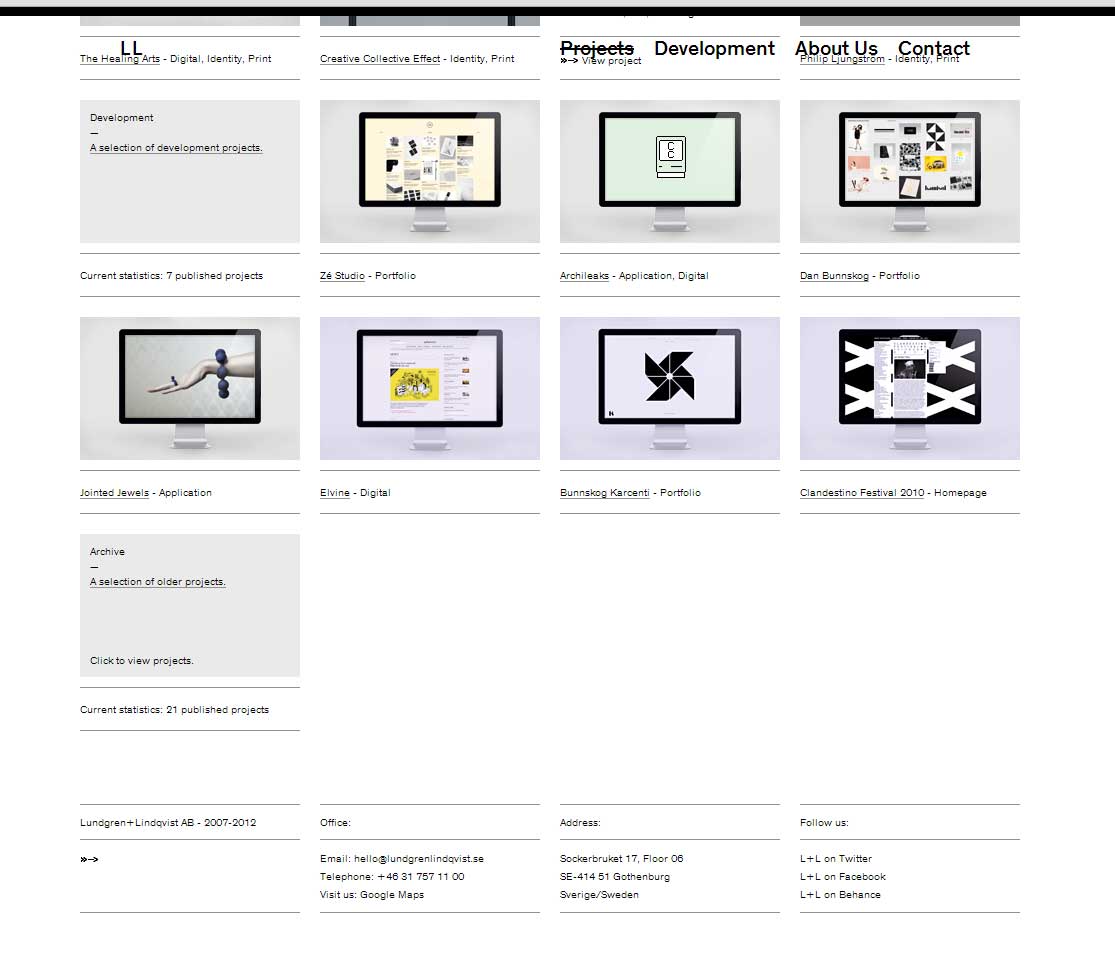 LL
Projects
Development
About Us
Contact
The Healing Arts - Digital, Identity, Print
Creative Collective Effect - Identity, Print
»-> View project
Philip Ljungström - Identity, Print
Development
—
A selection of development projects.
C
C
Current statistics: 7 published projects
Zé Studio - Portfolio
Archileaks - Application, Digital
Dan Bunnskog - Portfolio
Jointed Jewels - Application
Elvine - Digital
Bunnskog Karcenti - Portfolio
Clandestino Festival 2010 - Homepage
Archive
—
A selection of older projects.
Click to view projects.
Current statistics: 21 published projects
Lundgren+Lindqvist AB - 2007-2012
»->
Office:
Email: hello@lundgrenlindqvist.se
Telephone: +46 31 757 11 00
Visit us: Google Maps
Address:
Sockerbruket 17, Floor 06
SE-414 51 Gothenburg
Sverige/Sweden
Follow us:
L+L on Twitter
L+L on Facebook
L+L on Behance